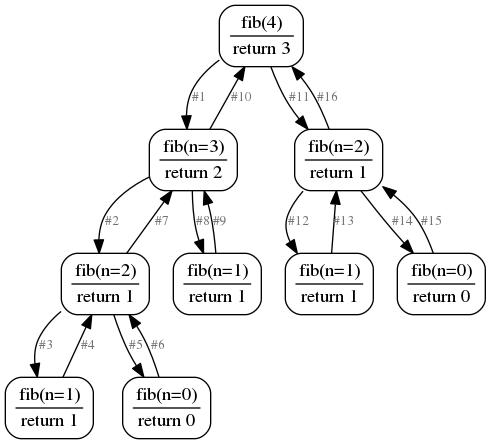 fib(4)
return 3
#1
#10
#11
#16
fib(n=3)
return 2
fib(n=2)
return 1
#2
#7
#8
#9
#12
#13
#14
#15
fib(n=2)
return 1
fib(n=1)
return 1
fib(n=1)
return 1
fib(n=0)
return 0
#3
#4
#5
#6
fib(n=1)
return 1
fib(n=0)
return 0